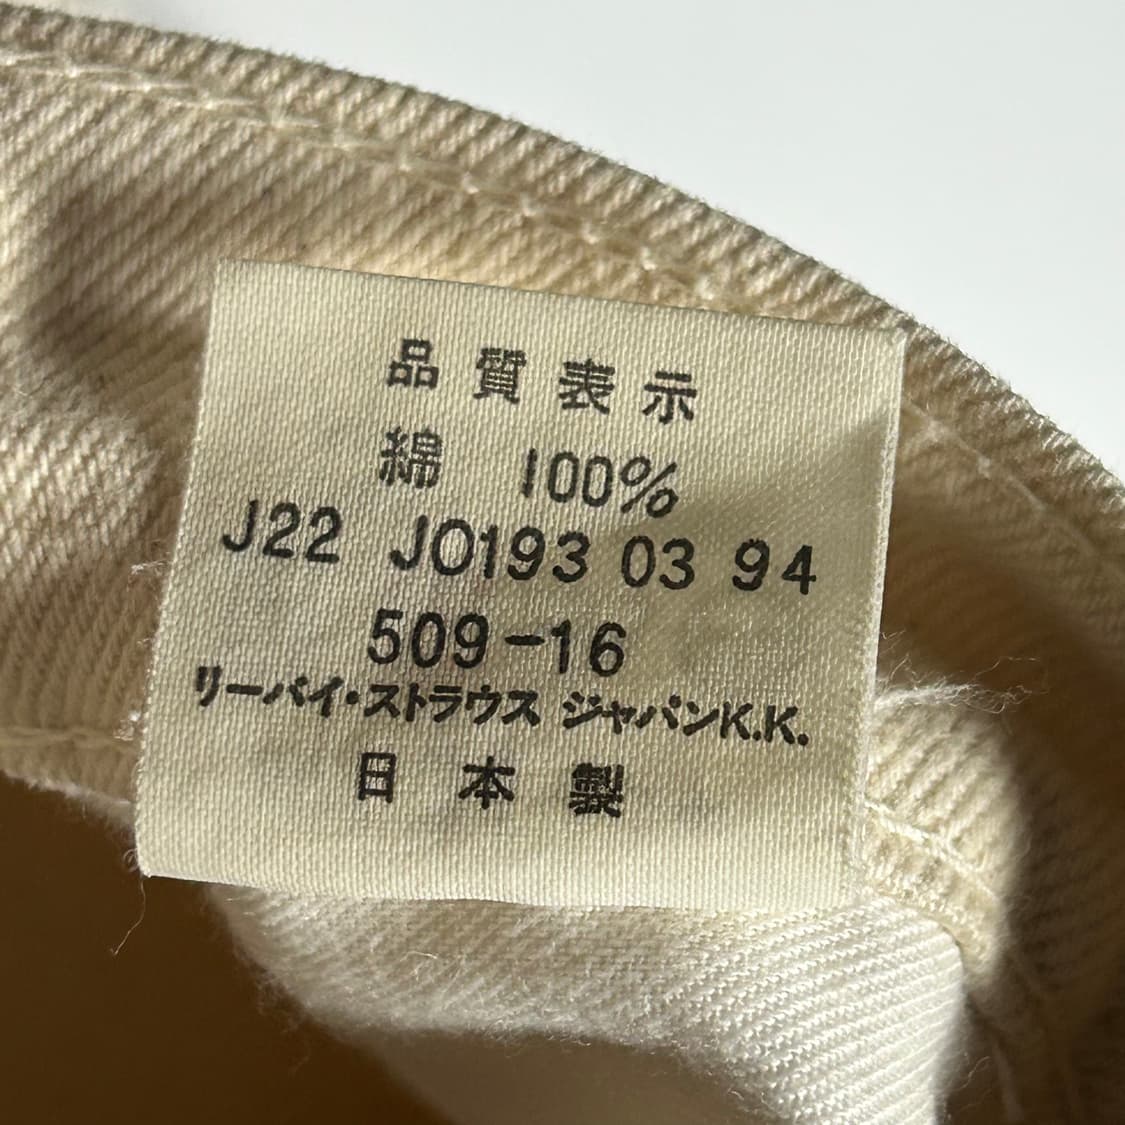 品質表示
綿 100%
J22 J0193 03 94
509-16
リーバイ・ストラウス ジャパンK.K.
日本製